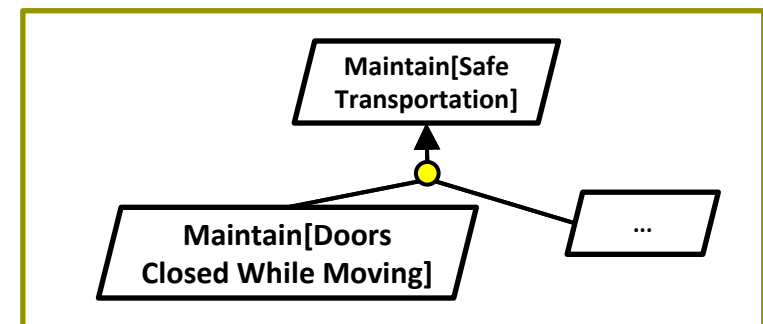 Maintain[Safe
Transportation]
Maintain[Doors
Closed While Moving]
...